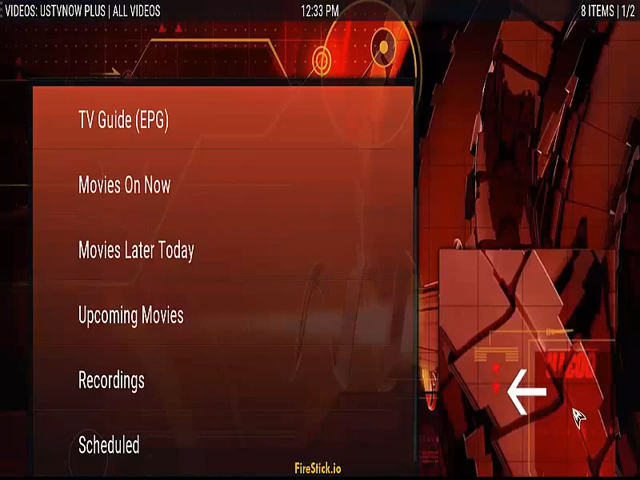 VIDEOS: USTVNOW PLUS | ALL VIDEOS
12:33 PM
8 ITEMS | 1/2
TV Guide (EPG)
Movies On Now
Movies Later Today
Upcoming Movies
Recordings
Scheduled
FireStick.io